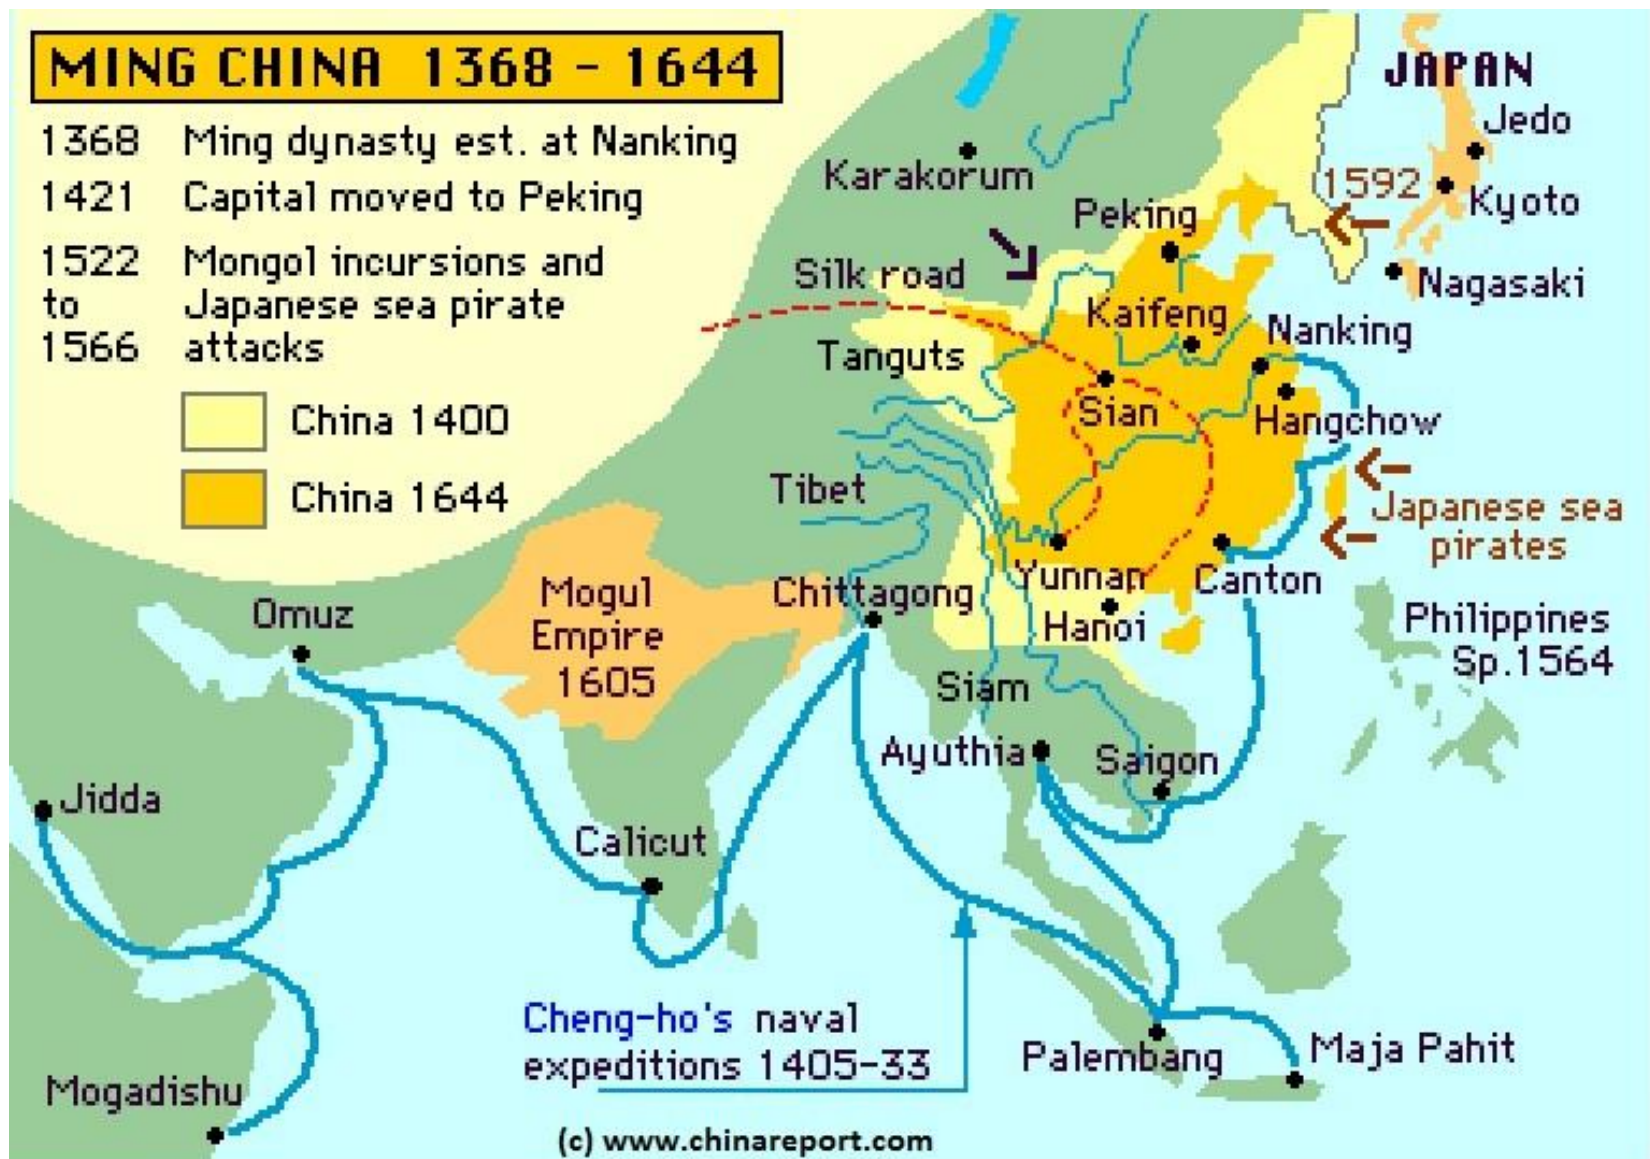 MING CHINA 1368 - 1644
1368 Ming dynasty est. at Nanking
1421 Capital moved to Peking
1522 Mongol incursions and
to Japanese sea pirate
1566 attacks
China 1400
China 1644
JAPAN
Jedo
Karakorum
1592
Kyoto
Peking
Silk road
Nagasaki
Kaifeng
Nanking
Tanguts
Sian
Hangchow
Tibet
Japanese sea
pirates
Mogul
Empire
1605
Chittagong
Yunnan
Canton
Omuz
Hanoi
Philippines
Sp.1564
Siam
Ayuthia
Saigon
Jidda
Calicut
Cheng-ho's naval
expeditions 1405-33
Palembang
Maja Pahit
Mogadishu
(c) www.chinareport.com